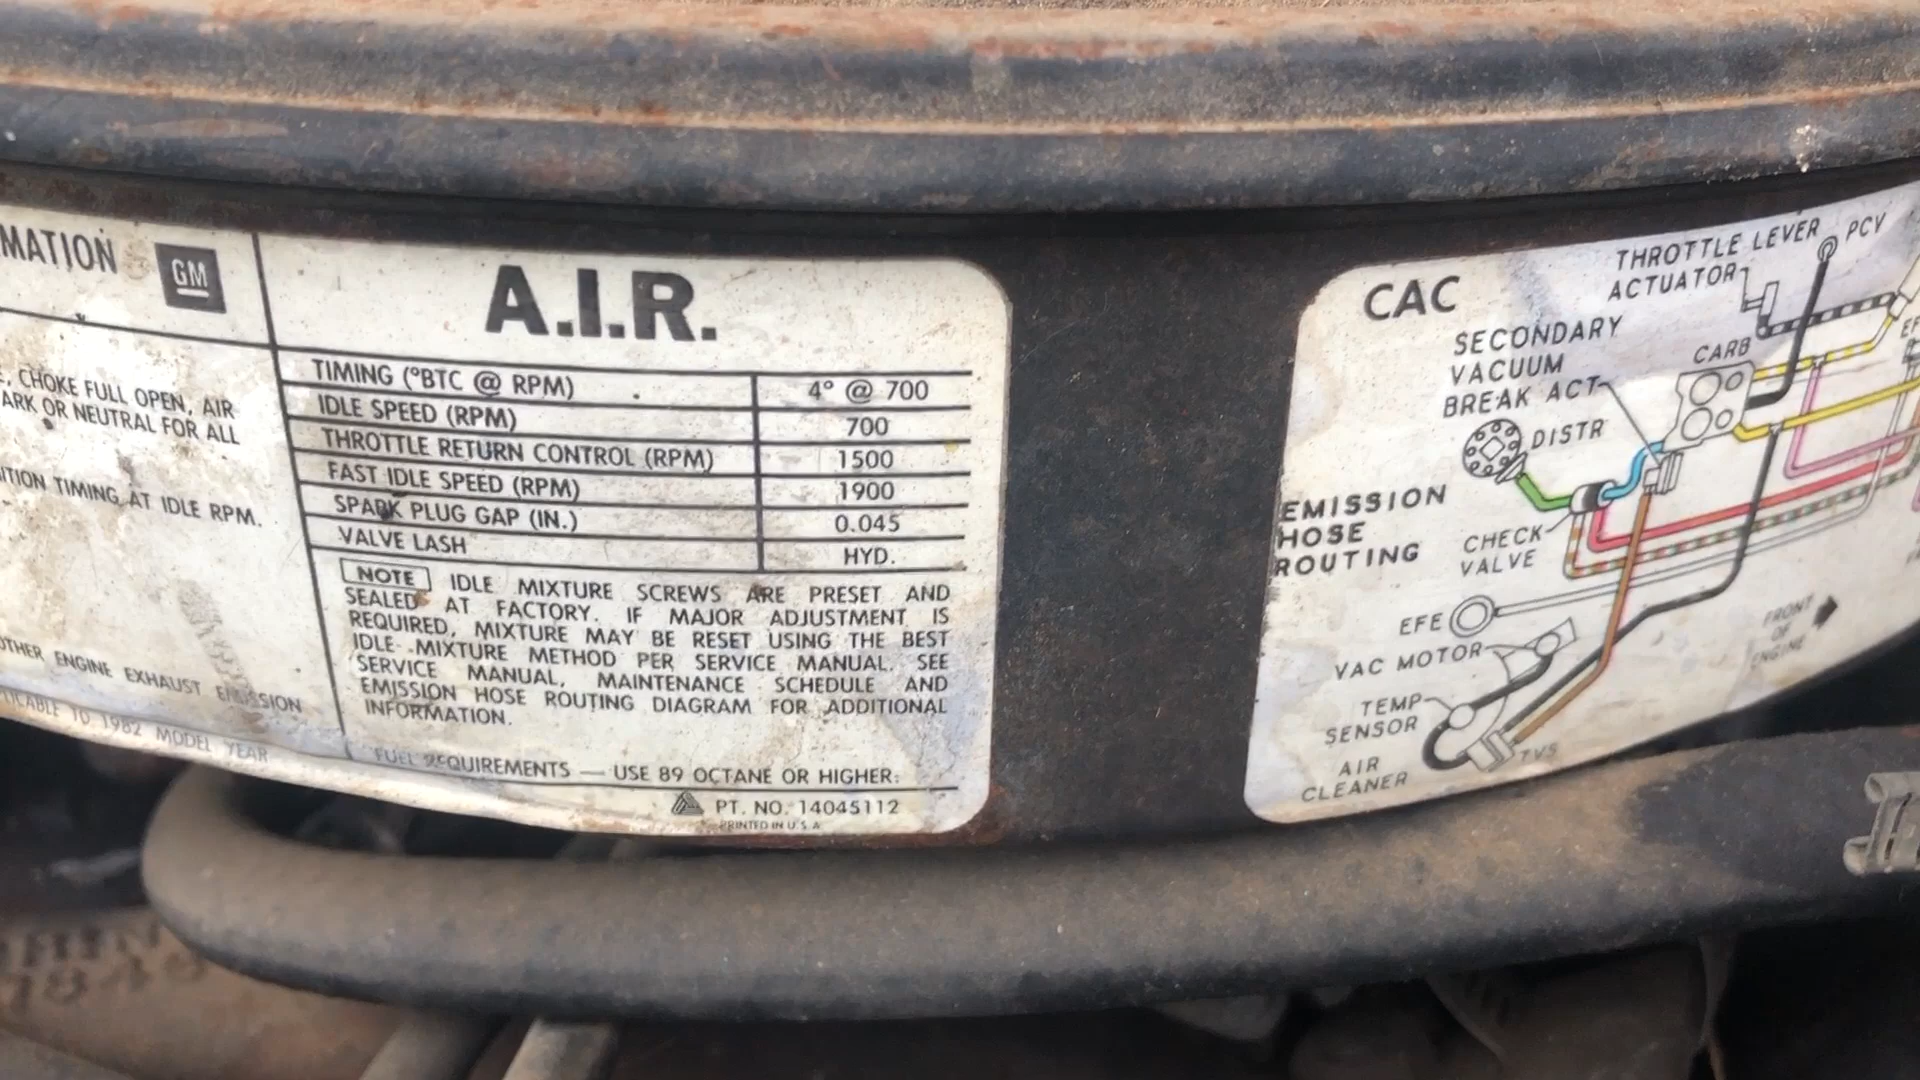 MATION
GM
CHOKE FULL OPEN, AIR
ARK OR NEUTRAL FOR ALL
ITION TIMING AT IDLE RPM.
OTHER ENGINE EXHAUST EMISSION
TO 1982 MODEL YEAR
A.I.R.
TIMING (°BTC @ RPM) 4° @ 700
IDLE SPEED (RPM) 700
THROTTLE RETURN CONTROL (RPM) 1500
FAST IDLE SPEED (RPM) 1900
SPARK PLUG GAP (IN.) 0.045
VALVE LASH HYD.
NOTE IDLE MIXTURE SCREWS ARE PRESET AND
SEALED AT FACTORY. IF MAJOR ADJUSTMENT IS
REQUIRED, MIXTURE MAY BE RESET USING THE BEST
IDLE MIXTURE METHOD PER SERVICE MANUAL. SEE
SERVICE MANUAL, MAINTENANCE SCHEDULE AND
EMISSION HOSE ROUTING DIAGRAM FOR ADDITIONAL
INFORMATION.
FUEL REQUIREMENTS — USE 89 OCTANE OR HIGHER.
PT. NO. 14045112
PRINTED IN U.S.A.
CAC
THROTTLE LEVER
ACTUATOR
PCV
SECONDARY
VACUUM
BREAK ACT
CARB
DISTR
EMISSION
HOSE
ROUTING
CHECK
VALVE
EFE
VAC MOTOR
TEMP
SENSOR
AIR
CLEANER
TVS
FRONT
OF
ENGINE